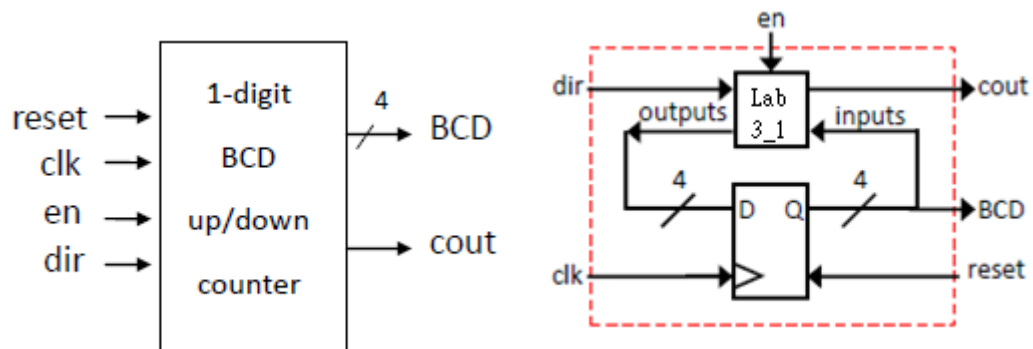 reset
clk
en
dir
1-digit
BCD
up/down
counter
4
BCD
cout
en
dir
cout
outputs
Lab
3_1
inputs
4
4
D
Q
BCD
clk
reset